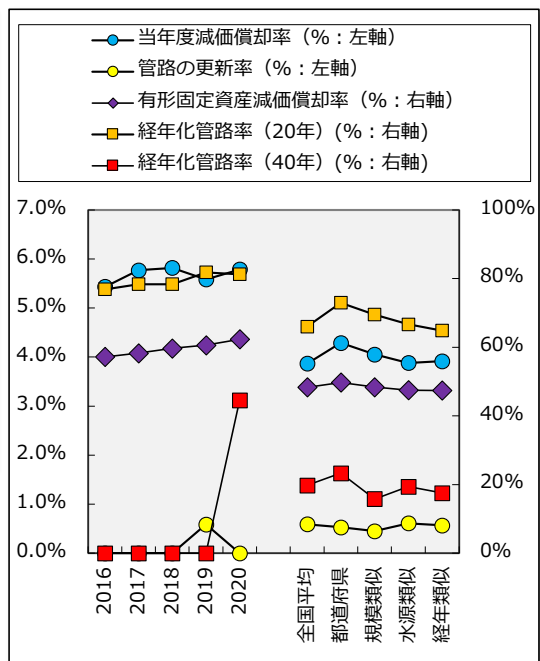 当年度減価償却率（%：左軸）
管路の更新率（%：左軸）
有形固定資産減価償却率（%：右軸）
経年化管路率（20年）(%：右軸)
経年化管路率（40年）(%：右軸)
7.0%
6.0%
5.0%
4.0%
3.0%
2.0%
1.0%
0.0%
100%
80%
60%
40%
20%
0%
2016
2017
2018
2019
2020
全国平均
都道府県
規模類似
水源類似
経年類似